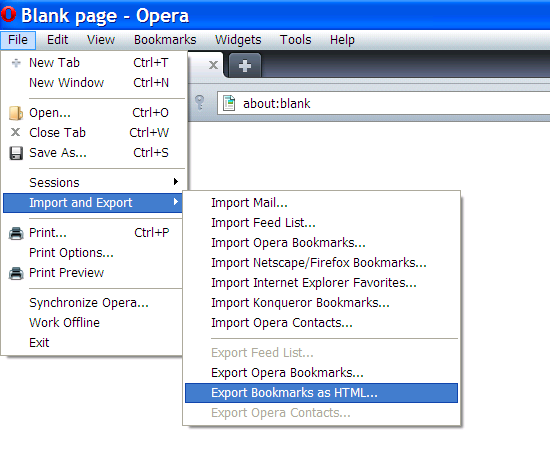 Blank page - Opera
File Edit View Bookmarks Widgets Tools Help
New Tab Ctrl+T
New Window Ctrl+N
Open... Ctrl+O
about:blank
Close Tab Ctrl+W
Save As... Ctrl+S
Sessions
Import and Export
Print... Ctrl+P
Print Options...
Print Preview
Synchronize Opera...
Work Offline
Exit
Import Mail...
Import Feed List...
Import Opera Bookmarks...
Import Netscape/Firefox Bookmarks...
Import Internet Explorer Favorites...
Import Konqueror Bookmarks...
Import Opera Contacts...
Export Feed List...
Export Opera Bookmarks...
Export Bookmarks as HTML...
Export Opera Contacts...